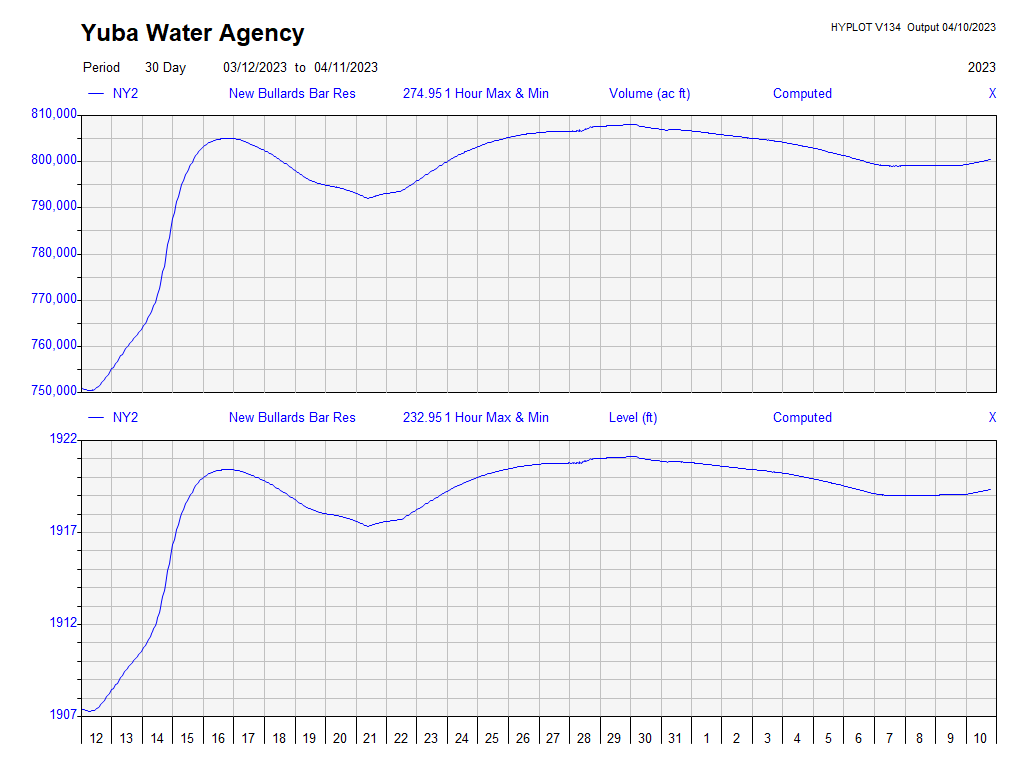 Yuba Water Agency
HYPLOT V134 Output 04/10/2023
Period 30 Day 03/12/2023 to 04/11/2023 2023
NY2 New Bullards Bar Res 274.95 1 Hour Max & Min Volume (ac ft) Computed X
810,000
800,000
790,000
780,000
770,000
760,000
750,000
NY2 New Bullards Bar Res 232.95 1 Hour Max & Min Level (ft) Computed X
1922
1917
1912
1907
12 13 14 15 16 17 18 19 20 21 22 23 24 25 26 27 28 29 30 31 1 2 3 4 5 6 7 8 9 10